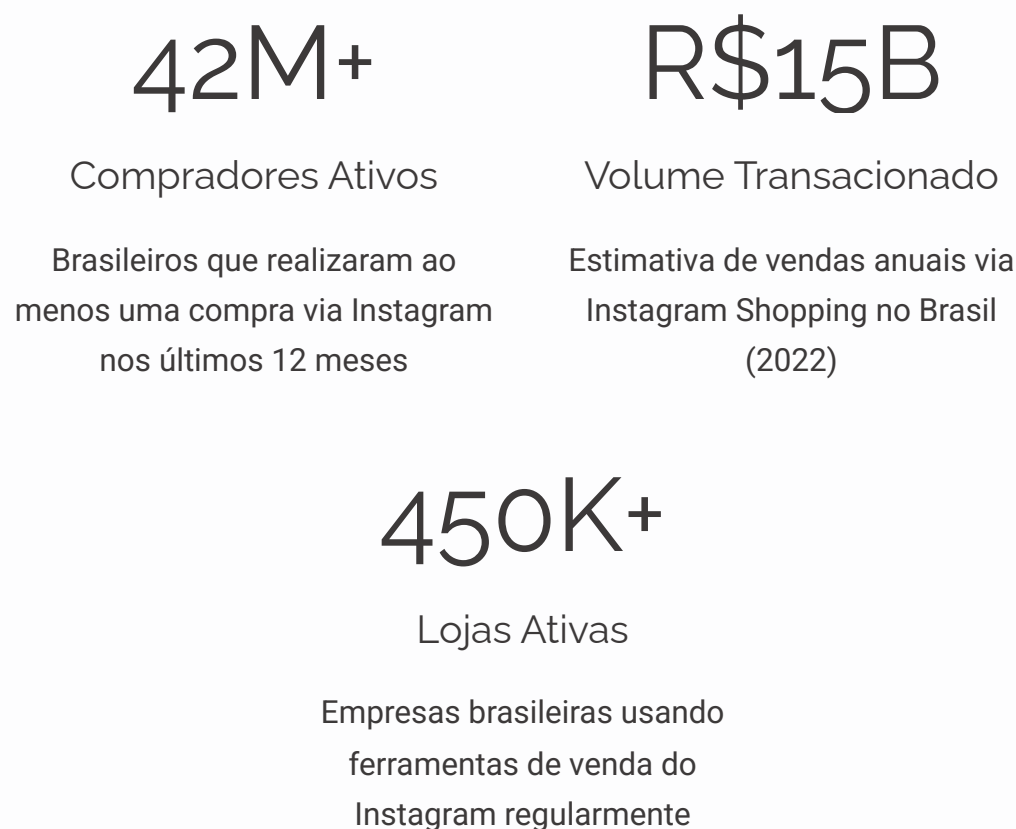 42M+
Compradores Ativos
Brasileiros que realizaram ao
menos uma compra via Instagram
nos últimos 12 meses
R$15B
Volume Transacionado
Estimativa de vendas anuais via
Instagram Shopping no Brasil
(2022)
450K+
Lojas Ativas
Empresas brasileiras usando
ferramentas de venda do
Instagram regularmente